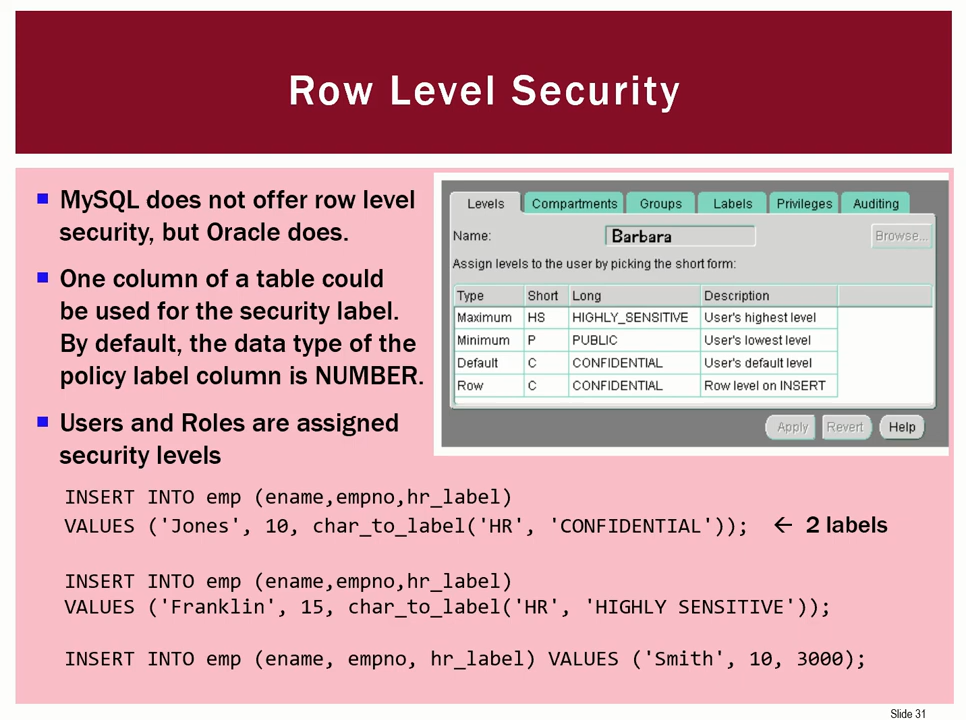 Row Level Security
MySQL does not offer row level
security, but Oracle does.
One column of a table could
be used for the security label.
By default, the data type of the
policy label column is NUMBER.
Users and Roles are assigned
security levels
Levels Compartments Groups Labels Privileges Auditing
Name: Barbara Browse...
Assign levels to the user by picking the short form:
Type Short Long Description
Maximum HS HIGHLY_SENSITIVE User's highest level
Minimum P PUBLIC User's lowest level
Default C CONFIDENTIAL User's default level
Row C CONFIDENTIAL Row level on INSERT
Apply Revert Help
INSERT INTO emp (ename,empno,hr_label)
VALUES ('Jones', 10, char_to_label('HR', 'CONFIDENTIAL')); ← 2 labels
INSERT INTO emp (ename,empno,hr_label)
VALUES ('Franklin', 15, char_to_label('HR', 'HIGHLY SENSITIVE'));
INSERT INTO emp (ename, empno, hr_label) VALUES ('Smith', 10, 3000);
Slide 31